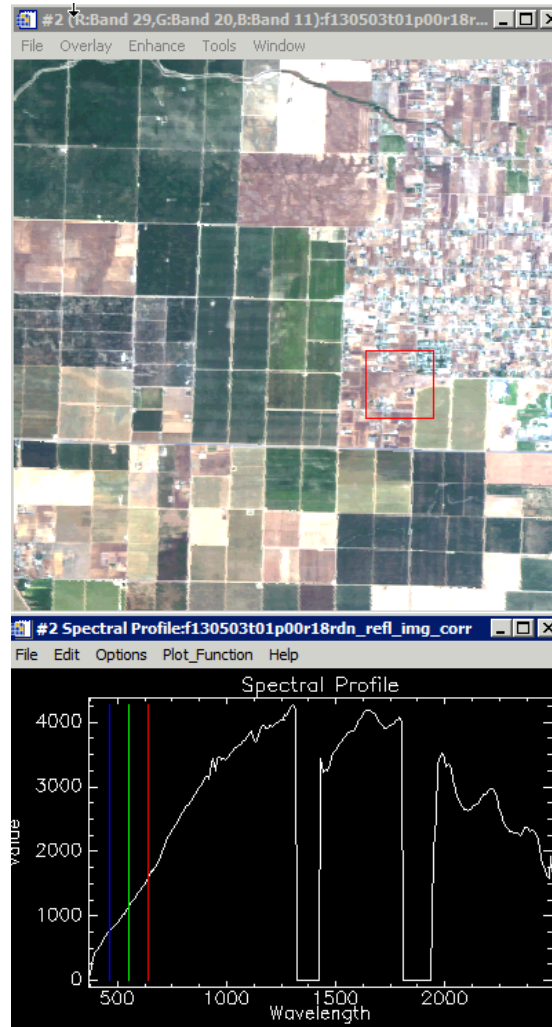 #2 (R:Band 29,G:Band 20,B:Band 11):f130503t01p00r18r...
File Overlay Enhance Tools Window
#2 Spectral Profile:f130503t01p00r18rdn_refl_img_corr
File Edit Options Plot_Function Help
Spectral Profile
4000
3000
2000
1000
0
Value
500 1000 1500 2000
Wavelength